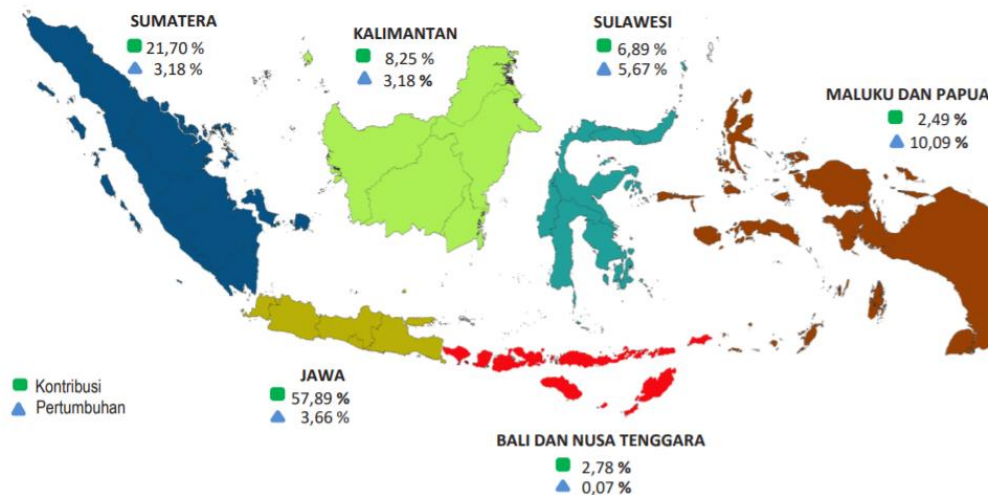 SUMATERA
21,70 %
3,18 %
KALIMANTAN
8,25 %
3,18 %
SULAWESI
6,89 %
5,67 %
MALUKU DAN PAPUA
2,49 %
10,09 %
JAWA
57,89 %
3,66 %
Kontribusi
Pertumbuhan
BALI DAN NUSA TENGGARA
2,78 %
0,07 %